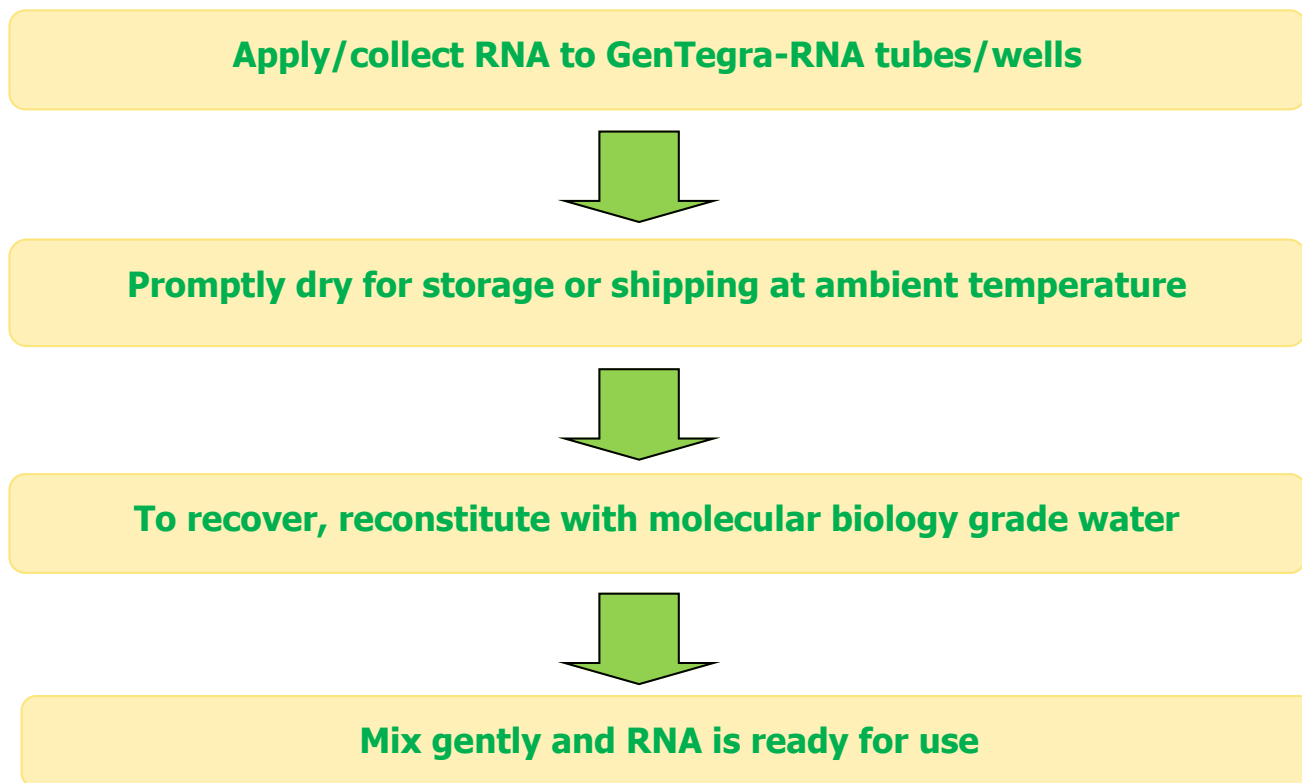 Apply/collect RNA to GenTegra-RNA tubes/wells
Promptly dry for storage or shipping at ambient temperature
To recover, reconstitute with molecular biology grade water
Mix gently and RNA is ready for use